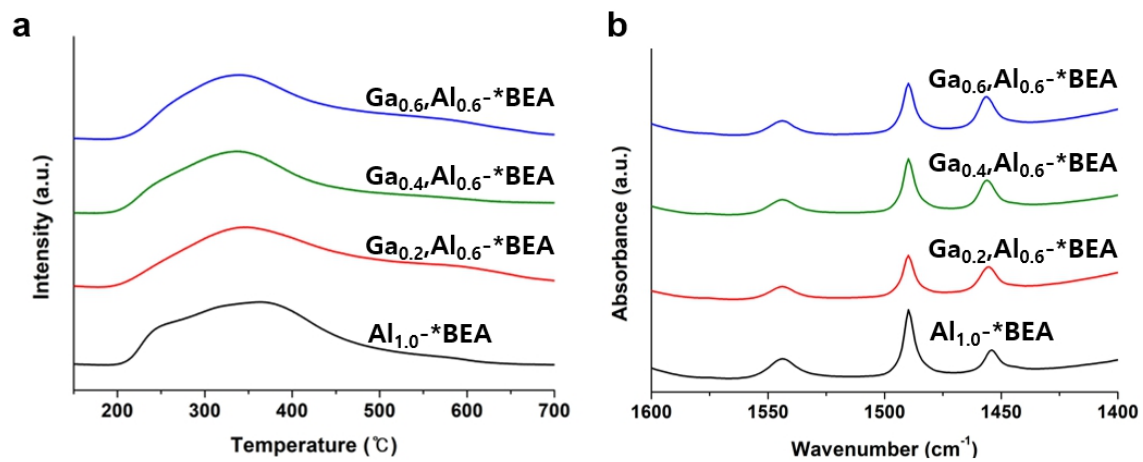 a
Ga0.6,Al0.6-*BEA
Ga0.4,Al0.6-*BEA
Ga0.2,Al0.6-*BEA
Al1.0-*BEA
Intensity (a.u.)
200 300 400 500 600 700
Temperature (℃)
b
Ga0.6,Al0.6-*BEA
Ga0.4,Al0.6-*BEA
Ga0.2,Al0.6-*BEA
Al1.0-*BEA
Absorbance (a.u.)
1600 1550 1500 1450 1400
Wavenumber (cm-1)